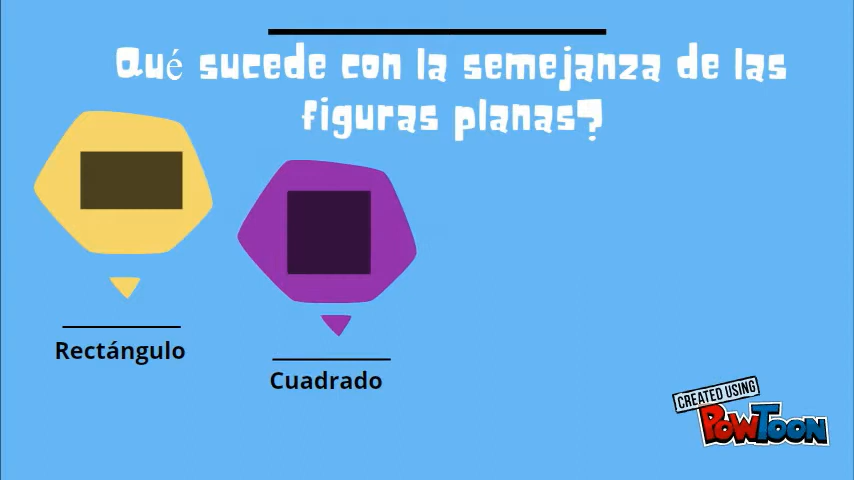 Qué sucede con la semejanza de las
figuras planas?
Rectángulo
Cuadrado
CREATED USING
POWTOON